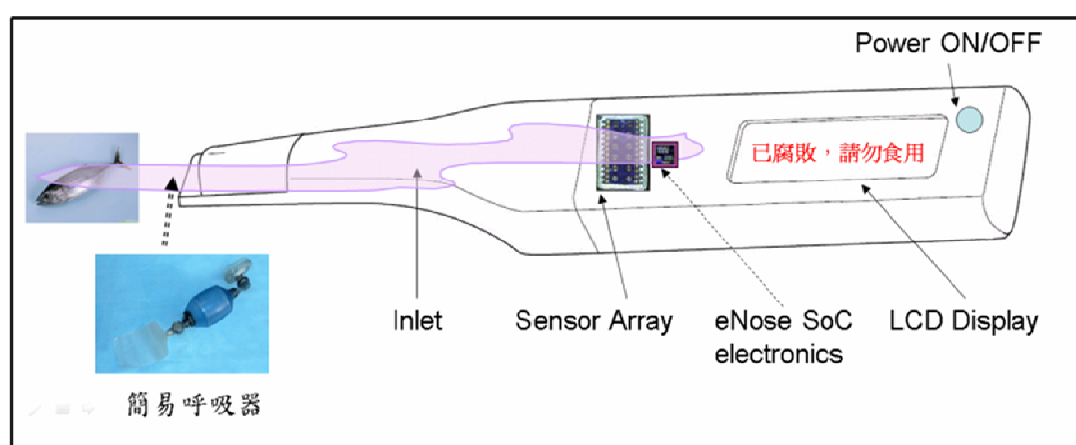 Power ON/OFF
已腐敗，請勿食用
Inlet
Sensor Array
eNose SoC
electronics
LCD Display
簡易呼吸器